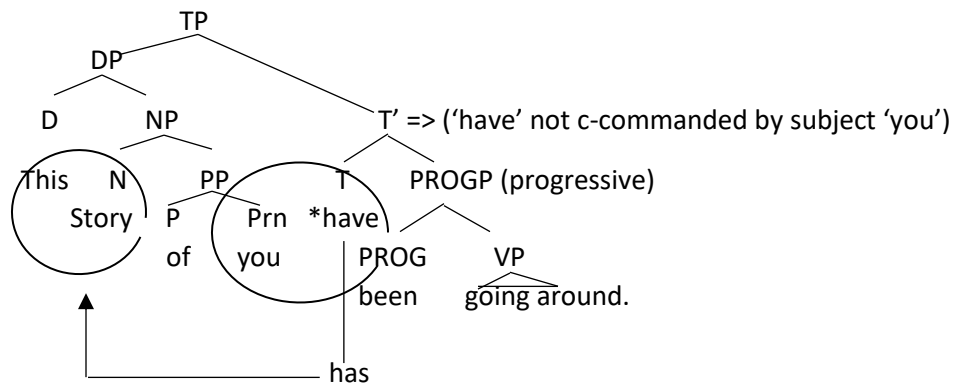 TP
DP
D NP T’ => (‘have’ not c-commanded by subject ‘you’)
This N PP T PROGP (progressive)
Story P Prn *have
of you PROG VP
been going around.
has